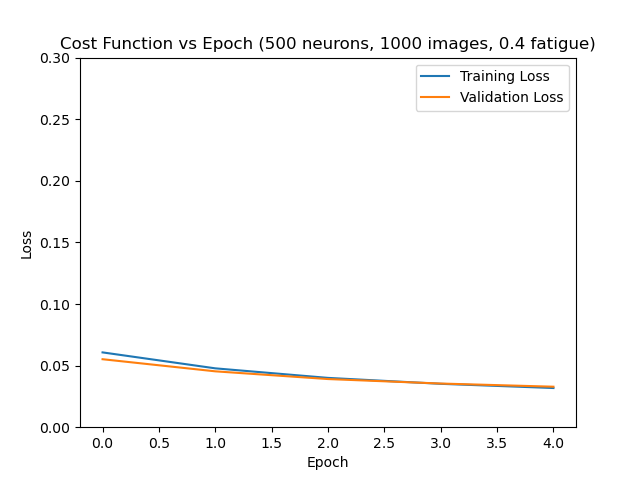 Cost Function vs Epoch (500 neurons, 1000 images, 0.4 fatigue)
0.30
Training Loss
Validation Loss
0.25
0.20
0.15
0.10
0.05
0.00
Loss
0.0 0.5 1.0 1.5 2.0 2.5 3.0 3.5 4.0
Epoch